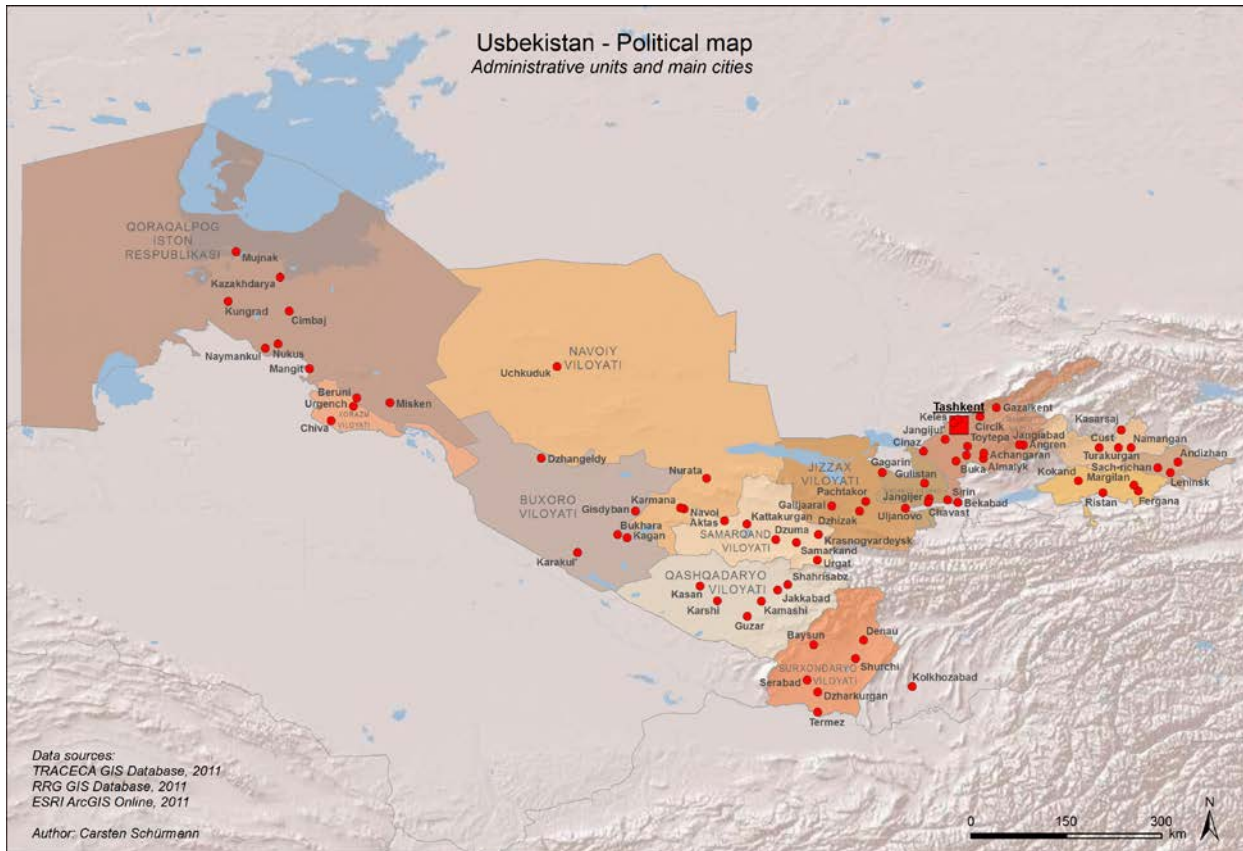 Usbekistan - Political map
Administrative units and main cities
QORAQALPOG
ISTON
RESPUBLIKASI
Mujnak
Kazakhdarya
Kungrad
Cimbaj
Naymankul
Nukus
Mangit
Beruni
Urgench
Misken
XORAZM
VILOYATI
Chiva
NAVOIY
VILOYATI
Uchkuduk
Dzhangeldy
Nurata
BUXORO
VILOYATI
Karmana
Gisdyban
Navoi
Aktas
Bukhara
Kagan
Karakul'
Kattakurgan
Dzuma
SAMARQAND
VILOYATI
Krasnogvardeysk
Samarkand
Urgat
JIZZAX
VILOYATI
Gagarin
Pachtakor
Galljaaral
Dzhizak
Uljanovo
Gulistan
Jangijer
Sirin
Bekabad
Chavast
Tashkent
Keles
Gazalkent
Jangijul'
Circik
Toytepa
Jangiabad
Angren
Cinaz
Achangaran
Buka
Almalyk
Kasarsaj
Cust
Namangan
Turakurgan
Andizhan
Sach-richan
Kokand
Margilan
Leninsk
Ristan
Fergana
QASHQADARYO
VILOYATI
Shahrisabz
Kasan
Jakkabad
Karshi
Kamashi
Guzar
Baysun
Denau
SURXONDARYO
VILOYATI
Shurchi
Serabad
Dzharkurgan
Kolkhozabad
Termez
Data sources:
TRACECA GIS Database, 2011
RRG GIS Database, 2011
ESRI ArcGIS Online, 2011
Author: Carsten Schürmann
N
0 150 300
km